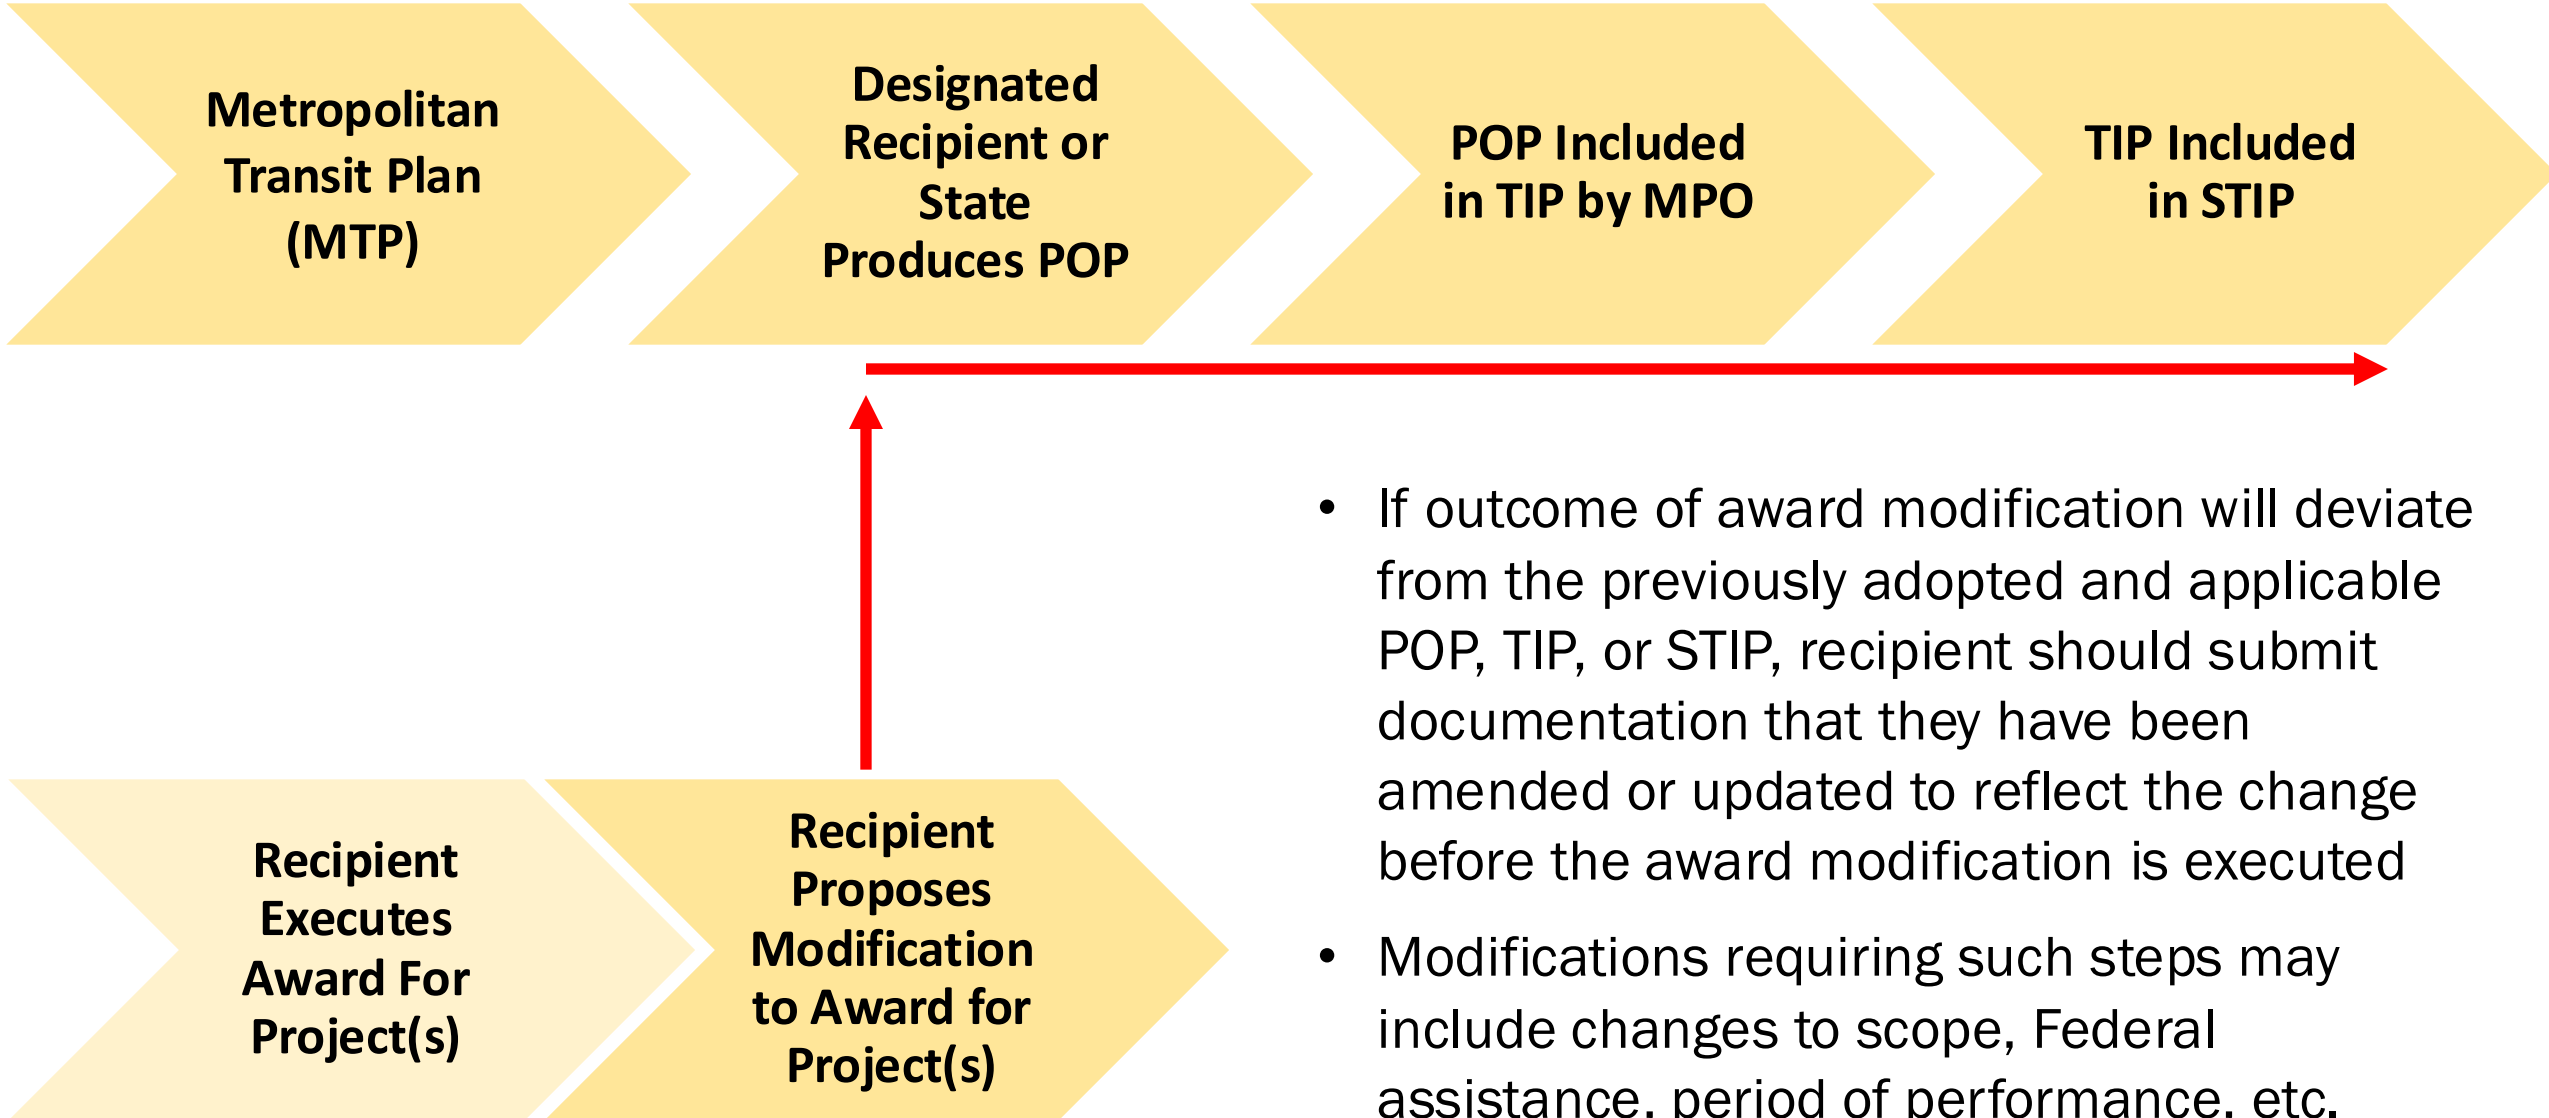 Metropolitan
Transit Plan
(MTP)
Designated
Recipient or
State
Produces POP
POP Included
in TIP by MPO
TIP Included
in STIP
Recipient
Executes
Award For
Project(s)
Recipient
Proposes
Modification
to Award for
Project(s)
• If outcome of award modification will deviate
from the previously adopted and applicable
POP, TIP, or STIP, recipient should submit
documentation that they have been
amended or updated to reflect the change
before the award modification is executed
• Modifications requiring such steps may
include changes to scope, Federal
assistance, period of performance, etc.